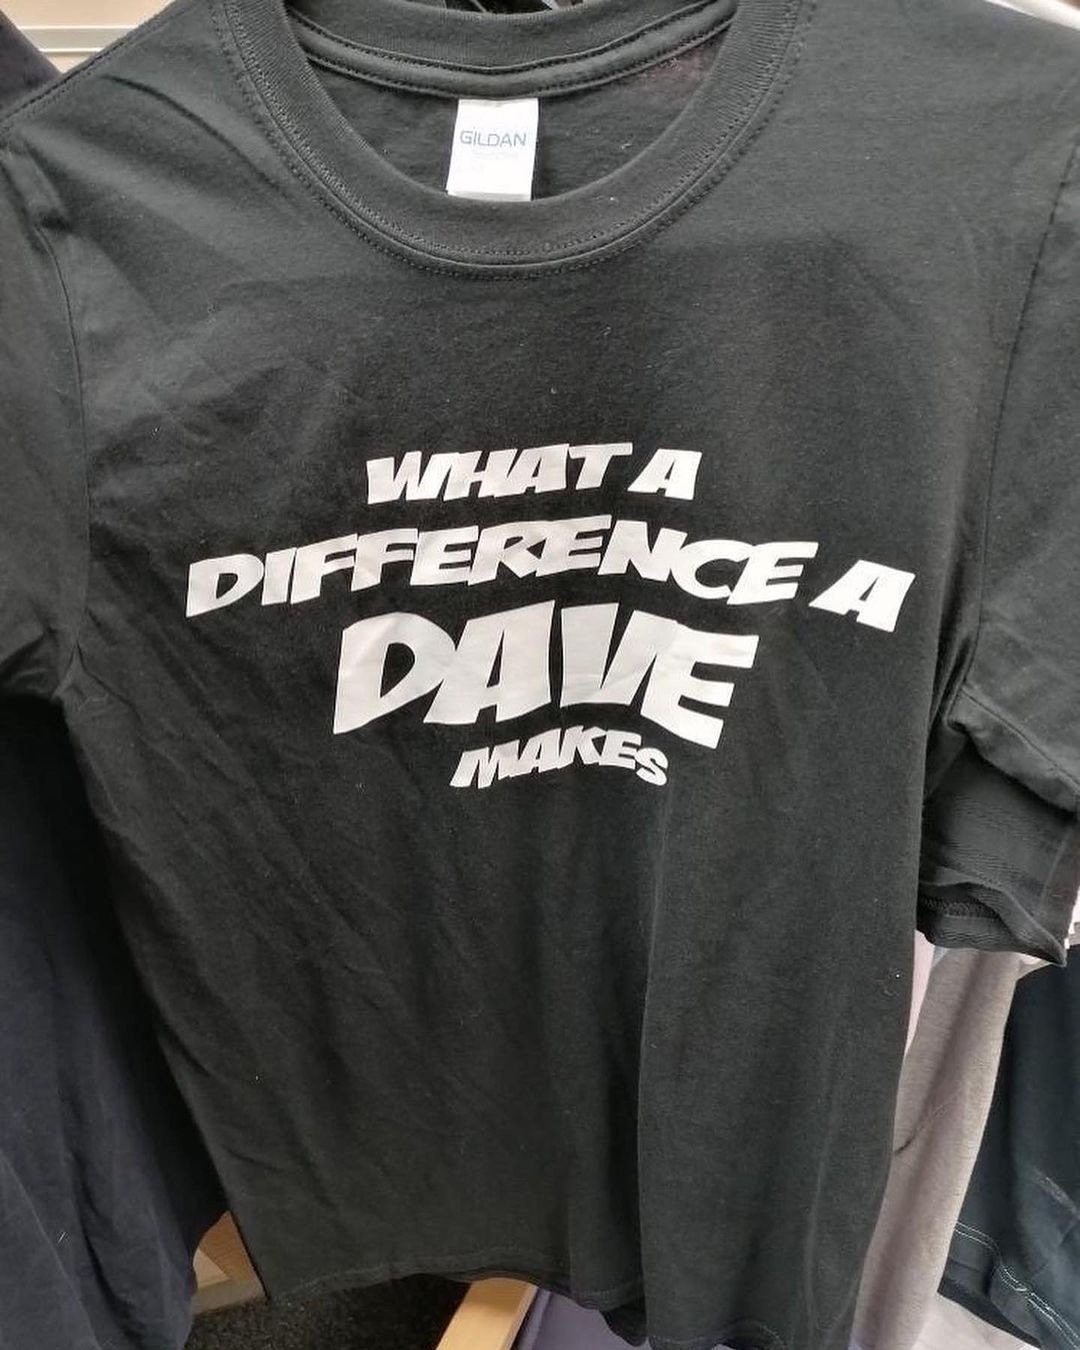 GILDAN
WHAT A
DIFFERENCE A
DAVE
MAKES